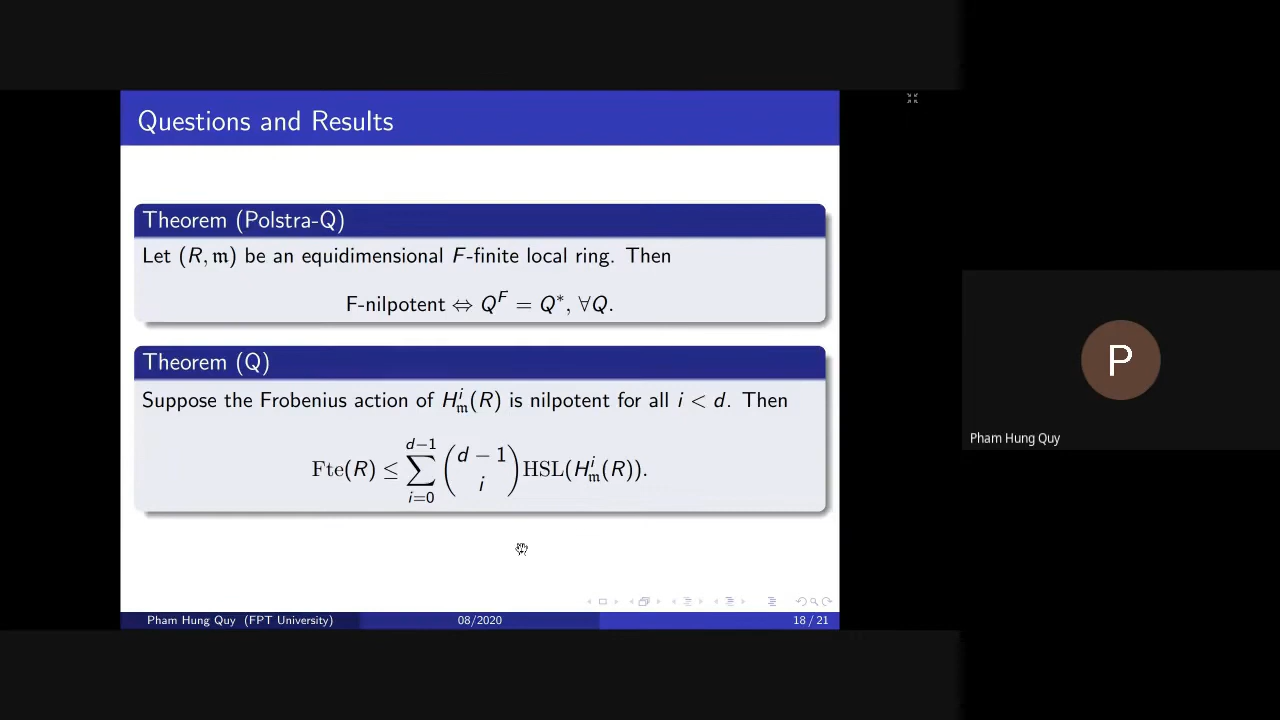 Questions and Results
Theorem (Polstra-Q)
Let (R, 𝔪) be an equidimensional F-finite local ring. Then
F-nilpotent ⇔ Q^F = Q^*, ∀Q.
Theorem (Q)
Suppose the Frobenius action of H^i_𝔪(R) is nilpotent for all i < d. Then
Fte(R) ≤ ∑_{i=0}^{d−1} \binom{d−1}{i} HSL(H^i_𝔪(R)).
Pham Hung Quy (FPT University) 08/2020 18 / 21
P
Pham Hung Quy